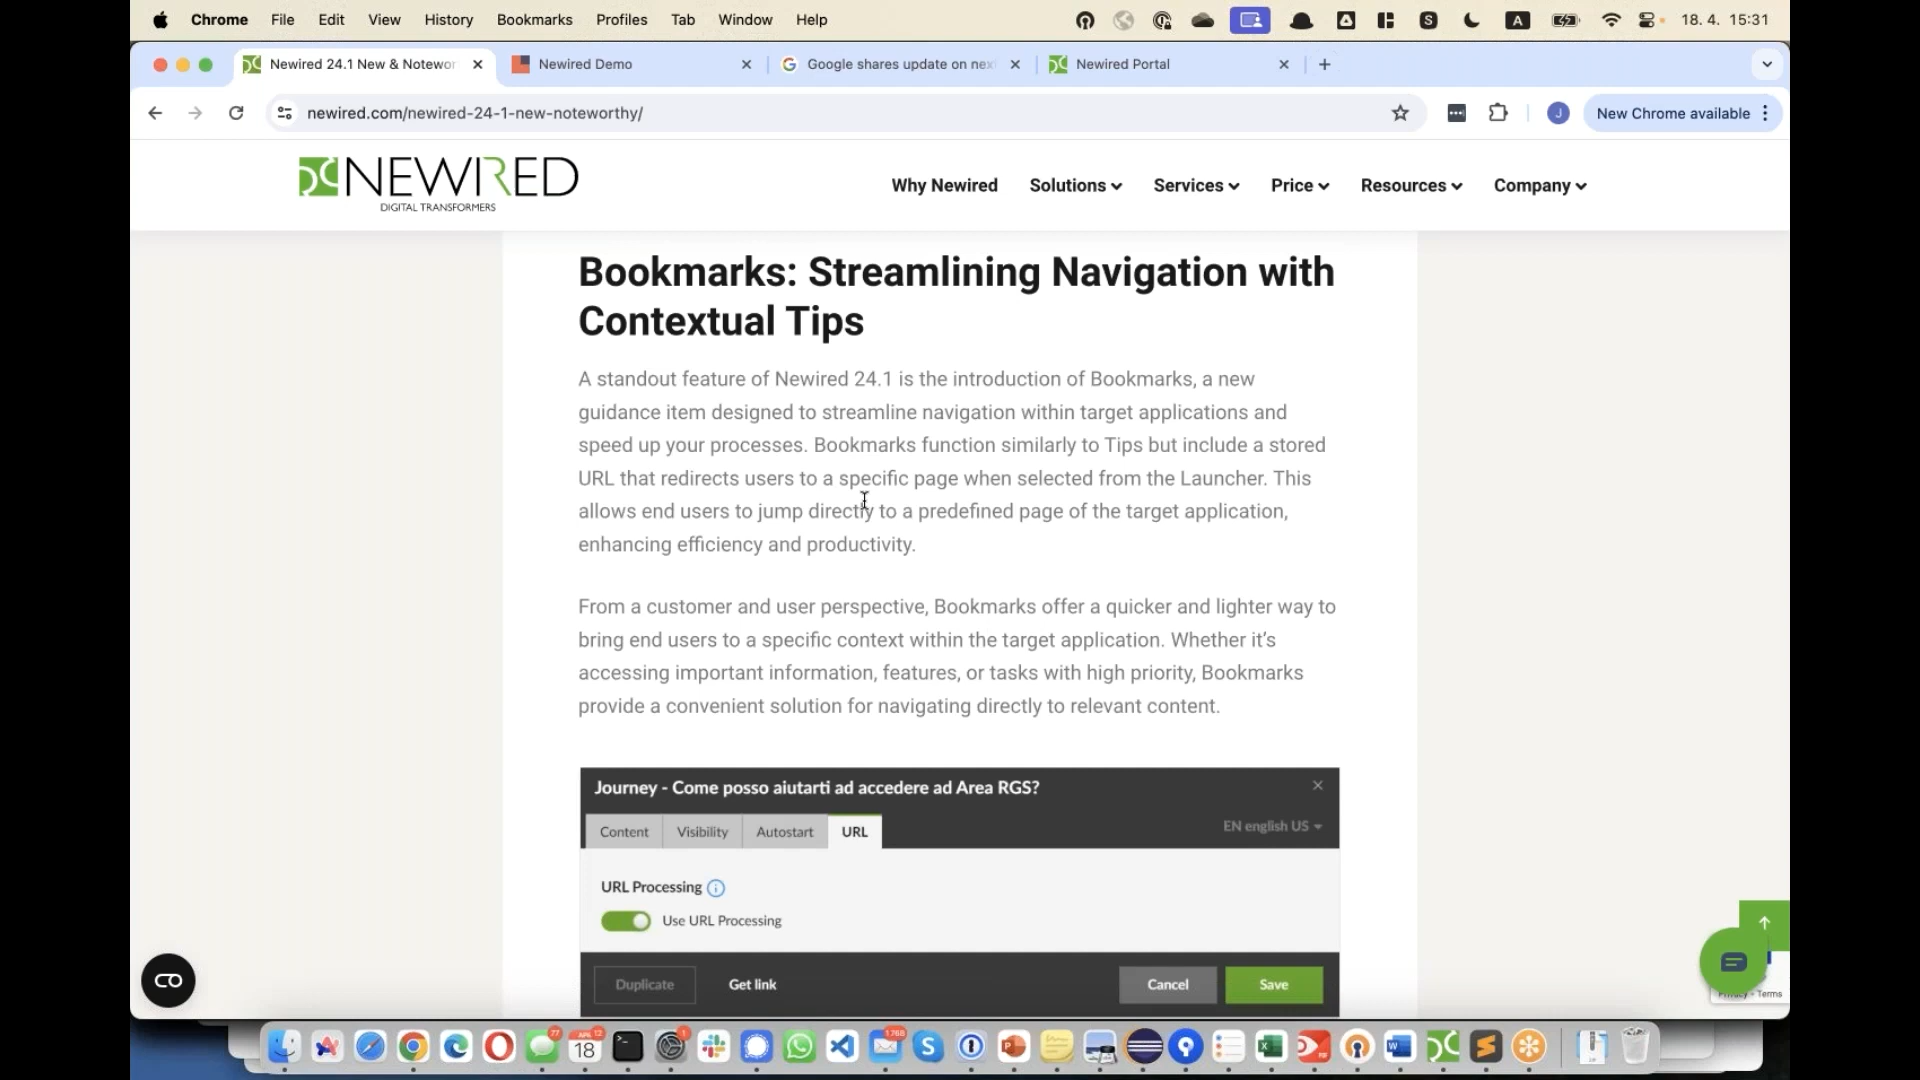 Chrome File Edit View History Bookmarks Profiles Tab Window Help 18. 4. 15:31
Newired 24.1 New & Notewor Newired Demo Google shares update on nex Newired Portal
newired.com/newired-24-1-new-noteworthy/ J New Chrome available
NEWIRED
DIGITAL TRANSFORMERS
Why Newired Solutions Services Price Resources Company
Bookmarks: Streamlining Navigation with
Contextual Tips
A standout feature of Newired 24.1 is the introduction of Bookmarks, a new
guidance item designed to streamline navigation within target applications and
speed up your processes. Bookmarks function similarly to Tips but include a stored
URL that redirects users to a specific page when selected from the Launcher. This
allows end users to jump directly to a predefined page of the target application,
enhancing efficiency and productivity.
From a customer and user perspective, Bookmarks offer a quicker and lighter way to
bring end users to a specific context within the target application. Whether it's
accessing important information, features, or tasks with high priority, Bookmarks
provide a convenient solution for navigating directly to relevant content.
Journey - Come posso aiutarti ad accedere ad Area RGS?
Content Visibility Autostart URL EN english US
URL Processing
Use URL Processing
Duplicate Get link Cancel Save
Privacy - Terms
77 APR 12 18 1 1768